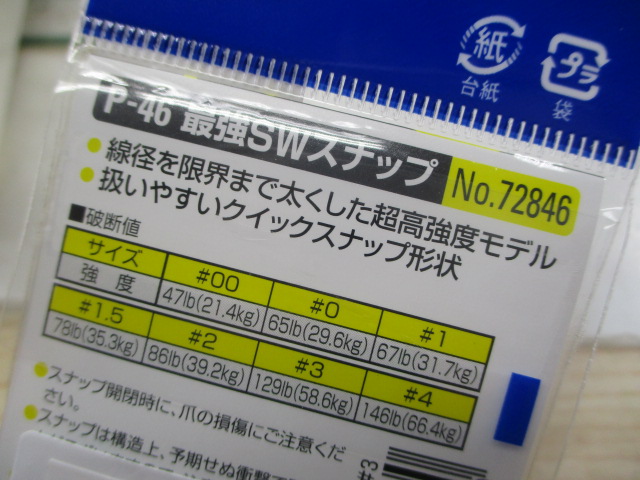 紙
台紙
プラ
袋
P-46 最強SWスナップ No.72846
●線径を限界まで太くした超高強度モデル
●扱いやすいクイックスナップ形状
■破断値
サイズ #00 #0 #1
強度 47lb(21.4kg) 65lb(29.6kg) 67lb(31.7kg)
#1.5 #2 #3 #4
78lb(35.3kg) 86lb(39.2kg) 129lb(58.6kg) 146lb(66.4kg)
●スナップ開閉時に、爪の損傷にご注意くだ
さい。
●スナップは構造上、予期せぬ衝撃で